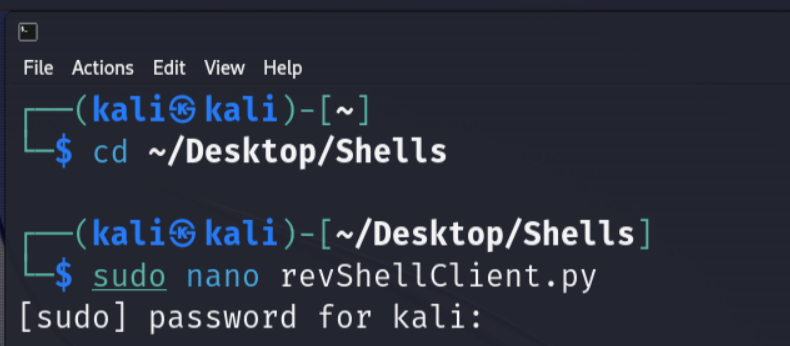 File Actions Edit View Help
┌──(kali㉿kali)-[~]
└─$ cd ~/Desktop/Shells
┌──(kali㉿kali)-[~/Desktop/Shells]
└─$ sudo nano revShellClient.py
[sudo] password for kali: